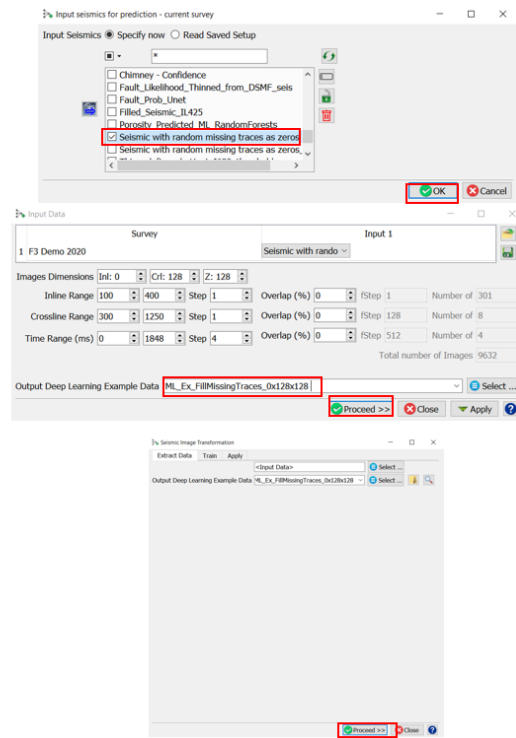 Input seismics for prediction - current survey
Input Seismics Specify now Read Saved Setup
*
Chimney - Confidence
Fault_Likelihood_Thinned_from_DSMF_seis
Fault_Prob_Unet
Filled_Seismic_IL425
Porosity_Predicted_ML_RandomForests
Seismic with random missing traces as zeros
Seismic with random missing traces as zeros_
OK Cancel
Input Data
Survey Input 1
1 F3 Demo 2020 Seismic with rando
Images Dimensions Inl: 0 Crl: 128 Z: 128
Inline Range 100 400 Step 1 Overlap (%) 0 fStep 1 Number of 301
Crossline Range 300 1250 Step 1 Overlap (%) 0 fStep 128 Number of 8
Time Range (ms) 0 1848 Step 4 Overlap (%) 0 fStep 512 Number of 4
Total number of Images 9632
Output Deep Learning Example Data ML_Ex_FillMissingTraces_0x128x128 Select ...
Proceed >> Close Apply ?
Seismic Image Transformation
Extract Data Train Apply
<Input Data> Select ...
Output Deep Learning Example Data ML_Ex_FillMissingTraces_0x128x128 Select ...
Proceed >> Close ?